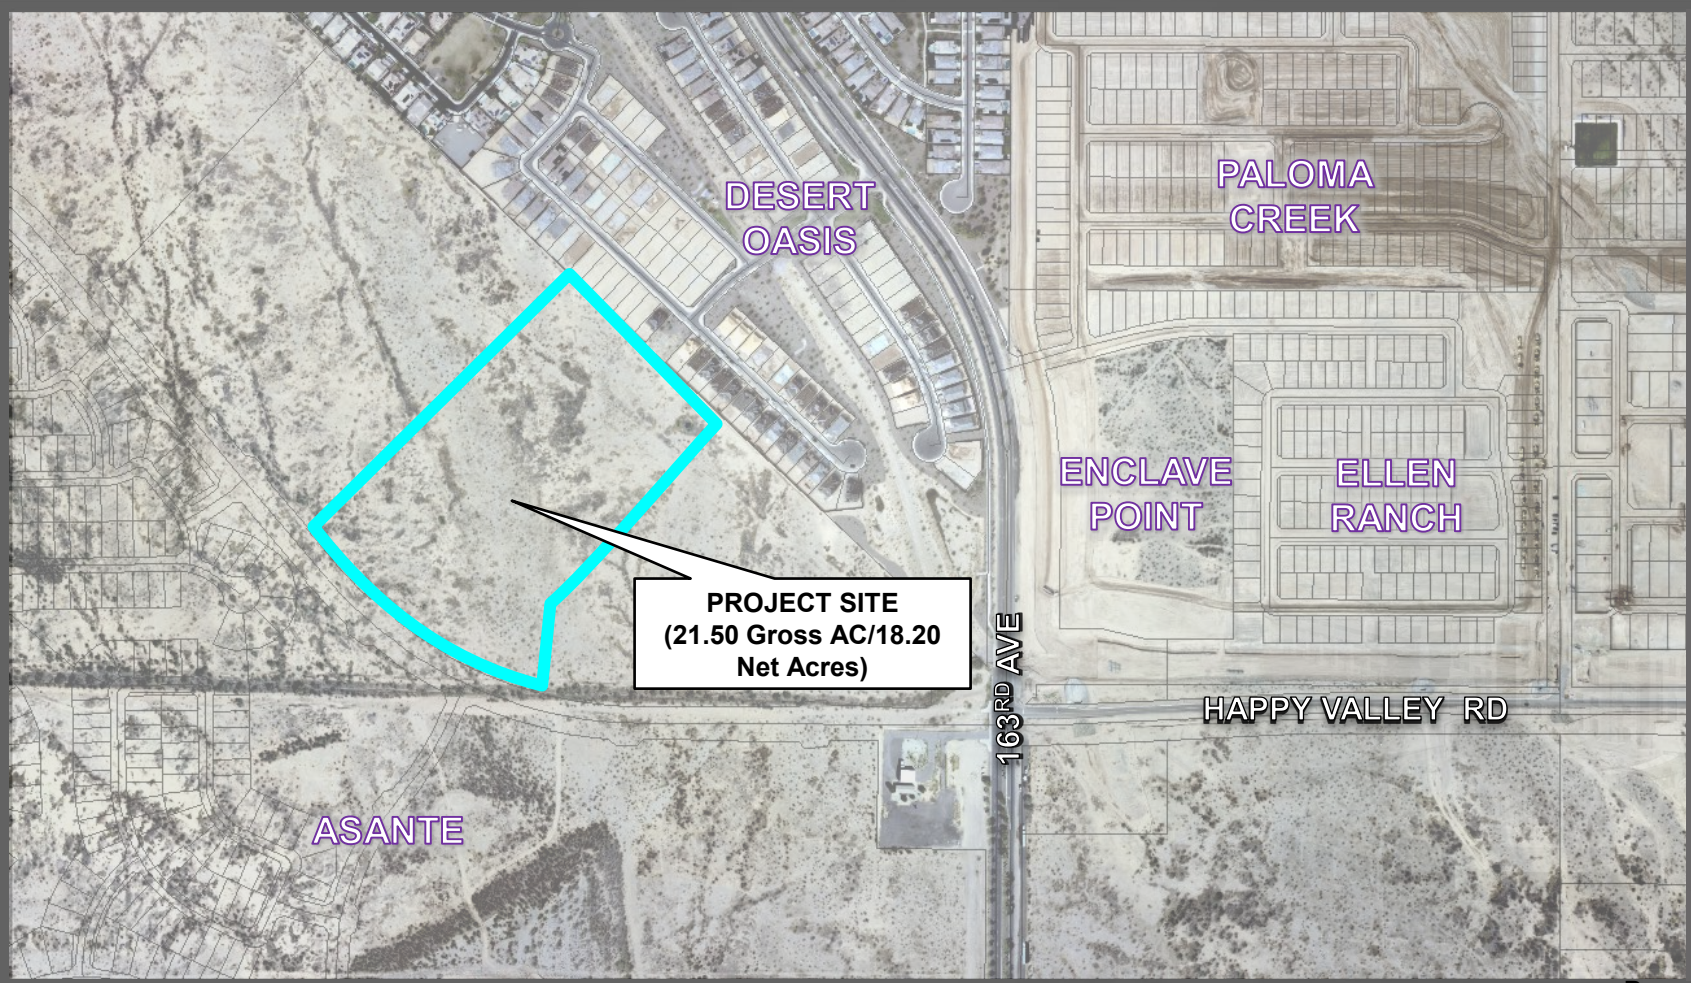 DESERT
OASIS
PALOMA
CREEK
ENCLAVE
POINT
ELLEN
RANCH
PROJECT SITE
(21.50 Gross AC/18.20
Net Acres)
163RD AVE
HAPPY VALLEY RD
ASANTE